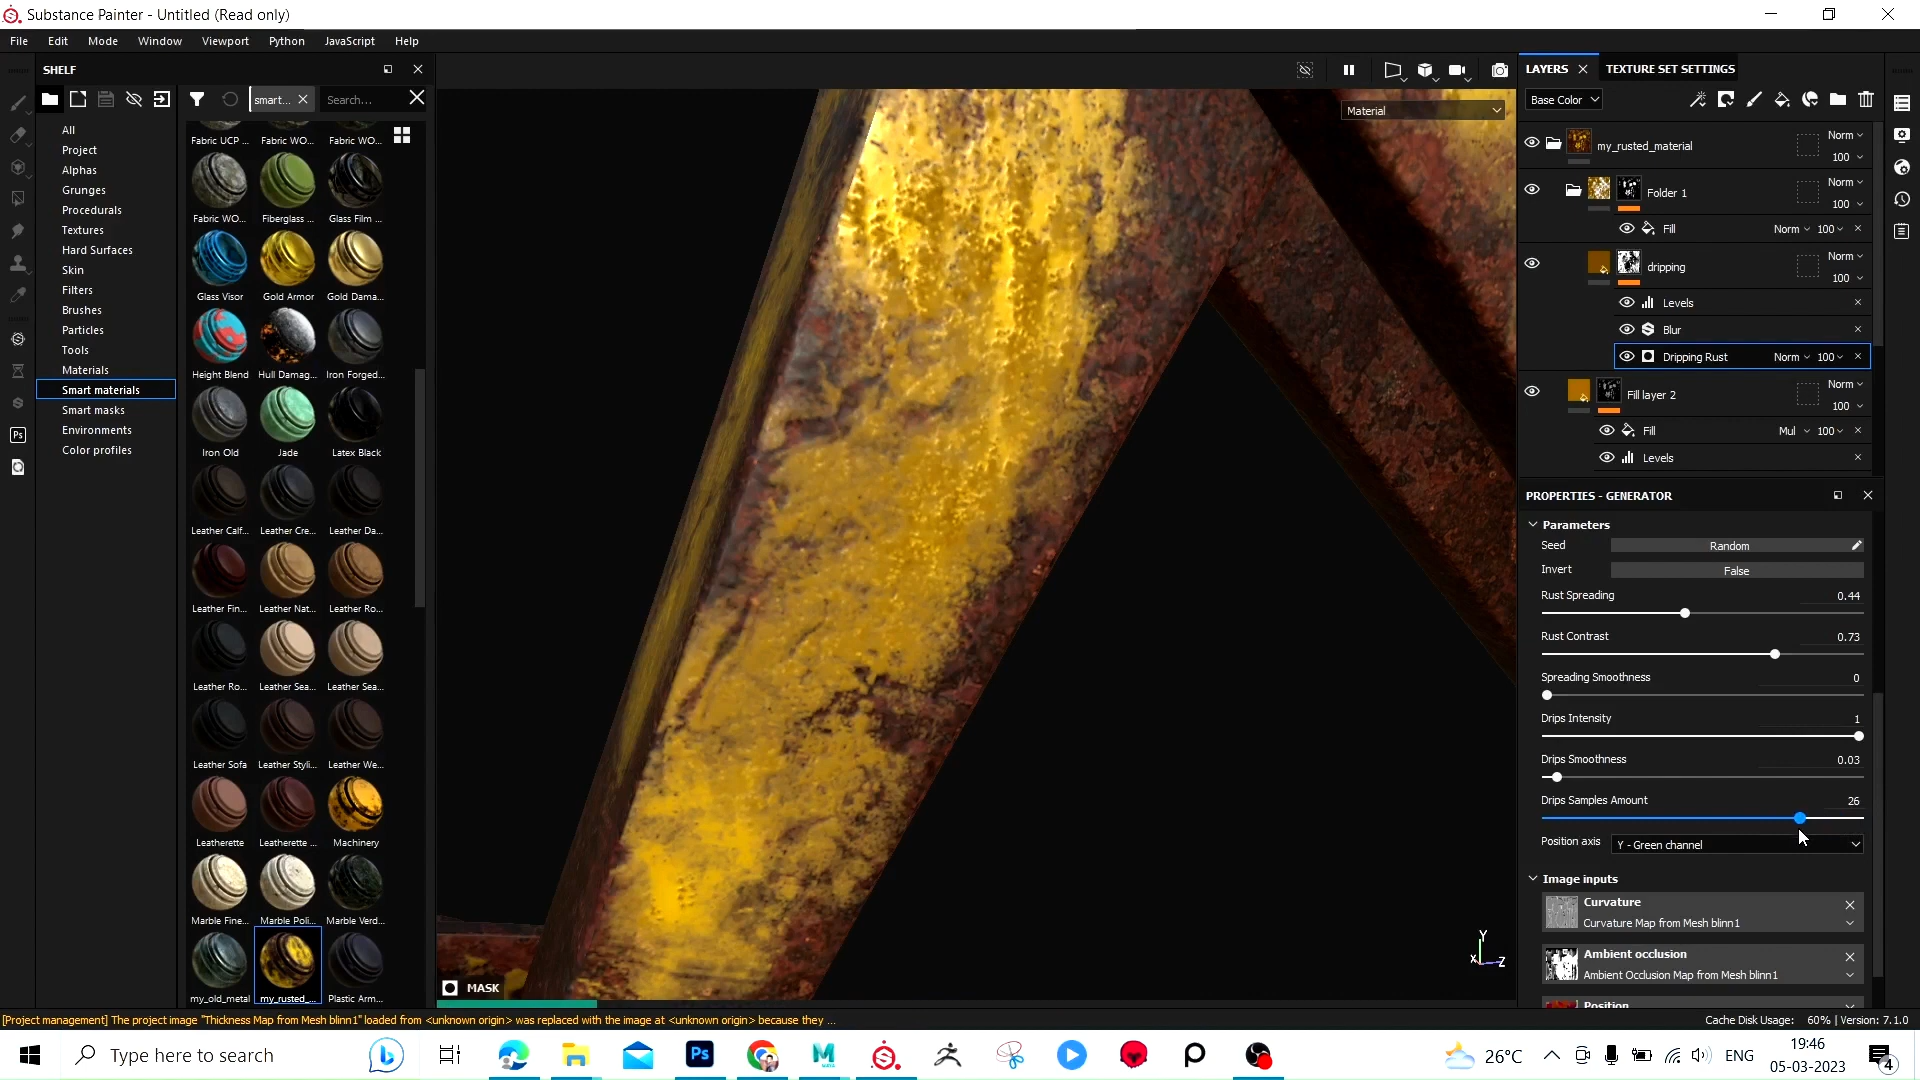 Substance Painter - Untitled (Read only)
File Edit Mode Window Viewport Python JavaScript Help
SHELF
smart... Search...
All
Project
Alphas
Grunges
Procedurals
Textures
Hard Surfaces
Skin
Filters
Brushes
Particles
Tools
Materials
Smart materials
Smart masks
Environments
Color profiles
Fabric UCP ... Fabric WO... Fabric WO...
Fabric WO... Fiberglass ... Glass Film ...
Glass Visor Gold Armor Gold Dama...
Height Blend Hull Damag... Iron Forged...
Iron Old Jade Latex Black
Leather Calf... Leather Cre... Leather Da...
Leather Fin... Leather Nat... Leather Ro...
Leather Ro... Leather Sea... Leather Sea...
Leather Sofa Leather Styli... Leather We...
Leatherette Leatherette ... Machinery
Marble Fine... Marble Poli... Marble Verd...
my_old_metal my_rusted_... Plastic Arm...
Material
Y
X
Z
MASK
LAYERS TEXTURE SET SETTINGS
Base Color
my_rusted_material Norm
100
Folder 1 Norm
100
Fill Norm 100
dripping Norm
100
Levels
Blur
Dripping Rust Norm 100
Fill layer 2 Norm
100
Fill Mul 100
Levels
PROPERTIES - GENERATOR
Parameters
Seed Random
Invert False
Rust Spreading 0.44
Rust Contrast 0.73
Spreading Smoothness 0
Drips Intensity 1
Drips Smoothness 0.03
Drips Samples Amount 26
Position axis Y - Green channel
Image inputs
Curvature
Curvature Map from Mesh blinn1
Ambient occlusion
Ambient Occlusion Map from Mesh blinn1
Position
[Project management] The project image "Thickness Map from Mesh blinn1" loaded from <unknown origin> was replaced with the image at <unknown origin> because they ...
Cache Disk Usage: 60% | Version: 7.1.0
Type here to search
Ps
26°C
ENG
19:46
05-03-2023
4